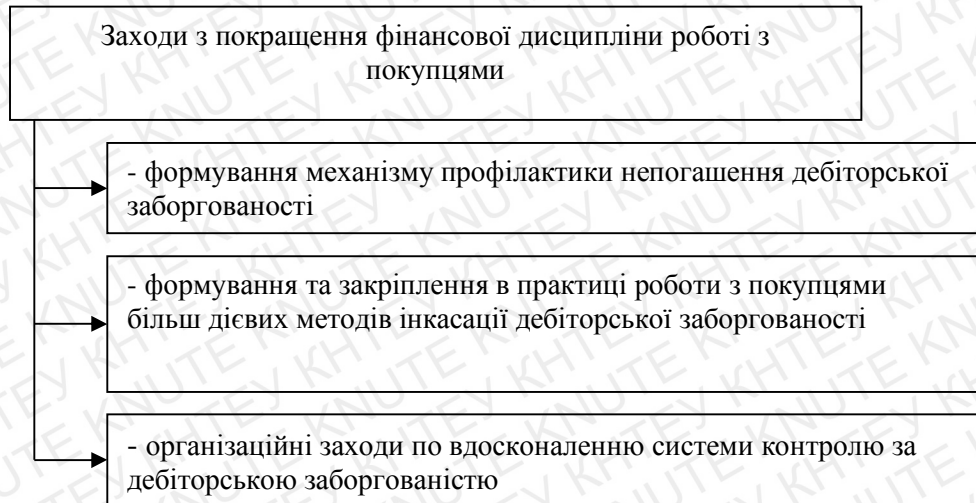 Заходи з покращення фінансової дисципліни роботі з
покупцями
- формування механізму профілактики непогашення дебіторської
заборгованості
- формування та закріплення в практиці роботи з покупцями
більш дієвих методів інкасації дебіторської заборгованості
- організаційні заходи по вдосконаленню системи контролю за
дебіторською заборгованістю